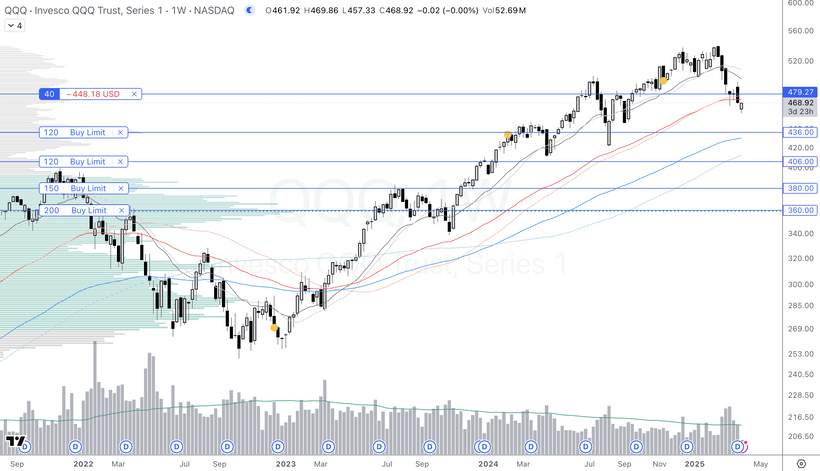 QQQ · Invesco QQQ Trust, Series 1 · 1W · NASDAQ O461.92 H469.86 L457.33 C468.92 −0.02 (−0.00%) Vol52.69M
4
600.00
560.00
520.00
40 −448.18 USD ×
479.27
468.92
3d 23h
120 Buy Limit ×
436.00
420.00
120 Buy Limit ×
406.00
400.00
150 Buy Limit ×
380.00
200 Buy Limit ×
360.00
QQQ, 1W
340.00
Invesco QQQ Trust, Series 1
320.00
300.00
285.00
269.00
253.00
240.50
228.50
216.50
206.50
D D D D D D D D D D D D D D D
Sep 2022 Mar Jul Sep 2023 Mar Jul Sep 2024 Mar Jul Sep Nov 2025 May